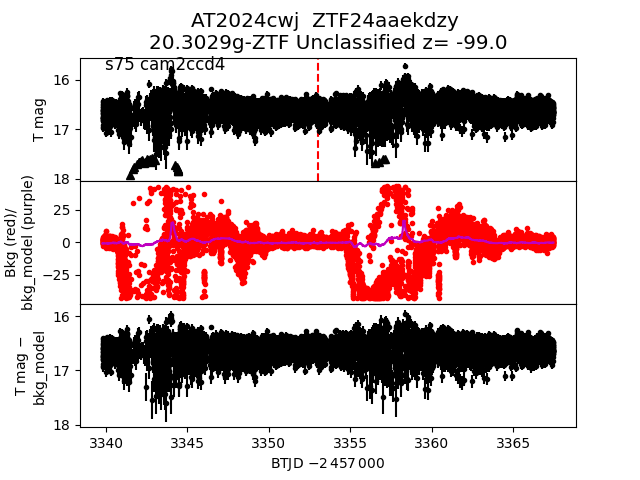 AT2024cwj  ZTF24aaekdzy
20.3029g-ZTF Unclassified z= -99.0
s75 cam2ccd4
T mag
16
17
18
Bkg (red)/
bkg_model (purple)
25
0
−25
T mag −
bkg_model
16
17
18
3340 3345 3350 3355 3360 3365
BTJD −2 457 000